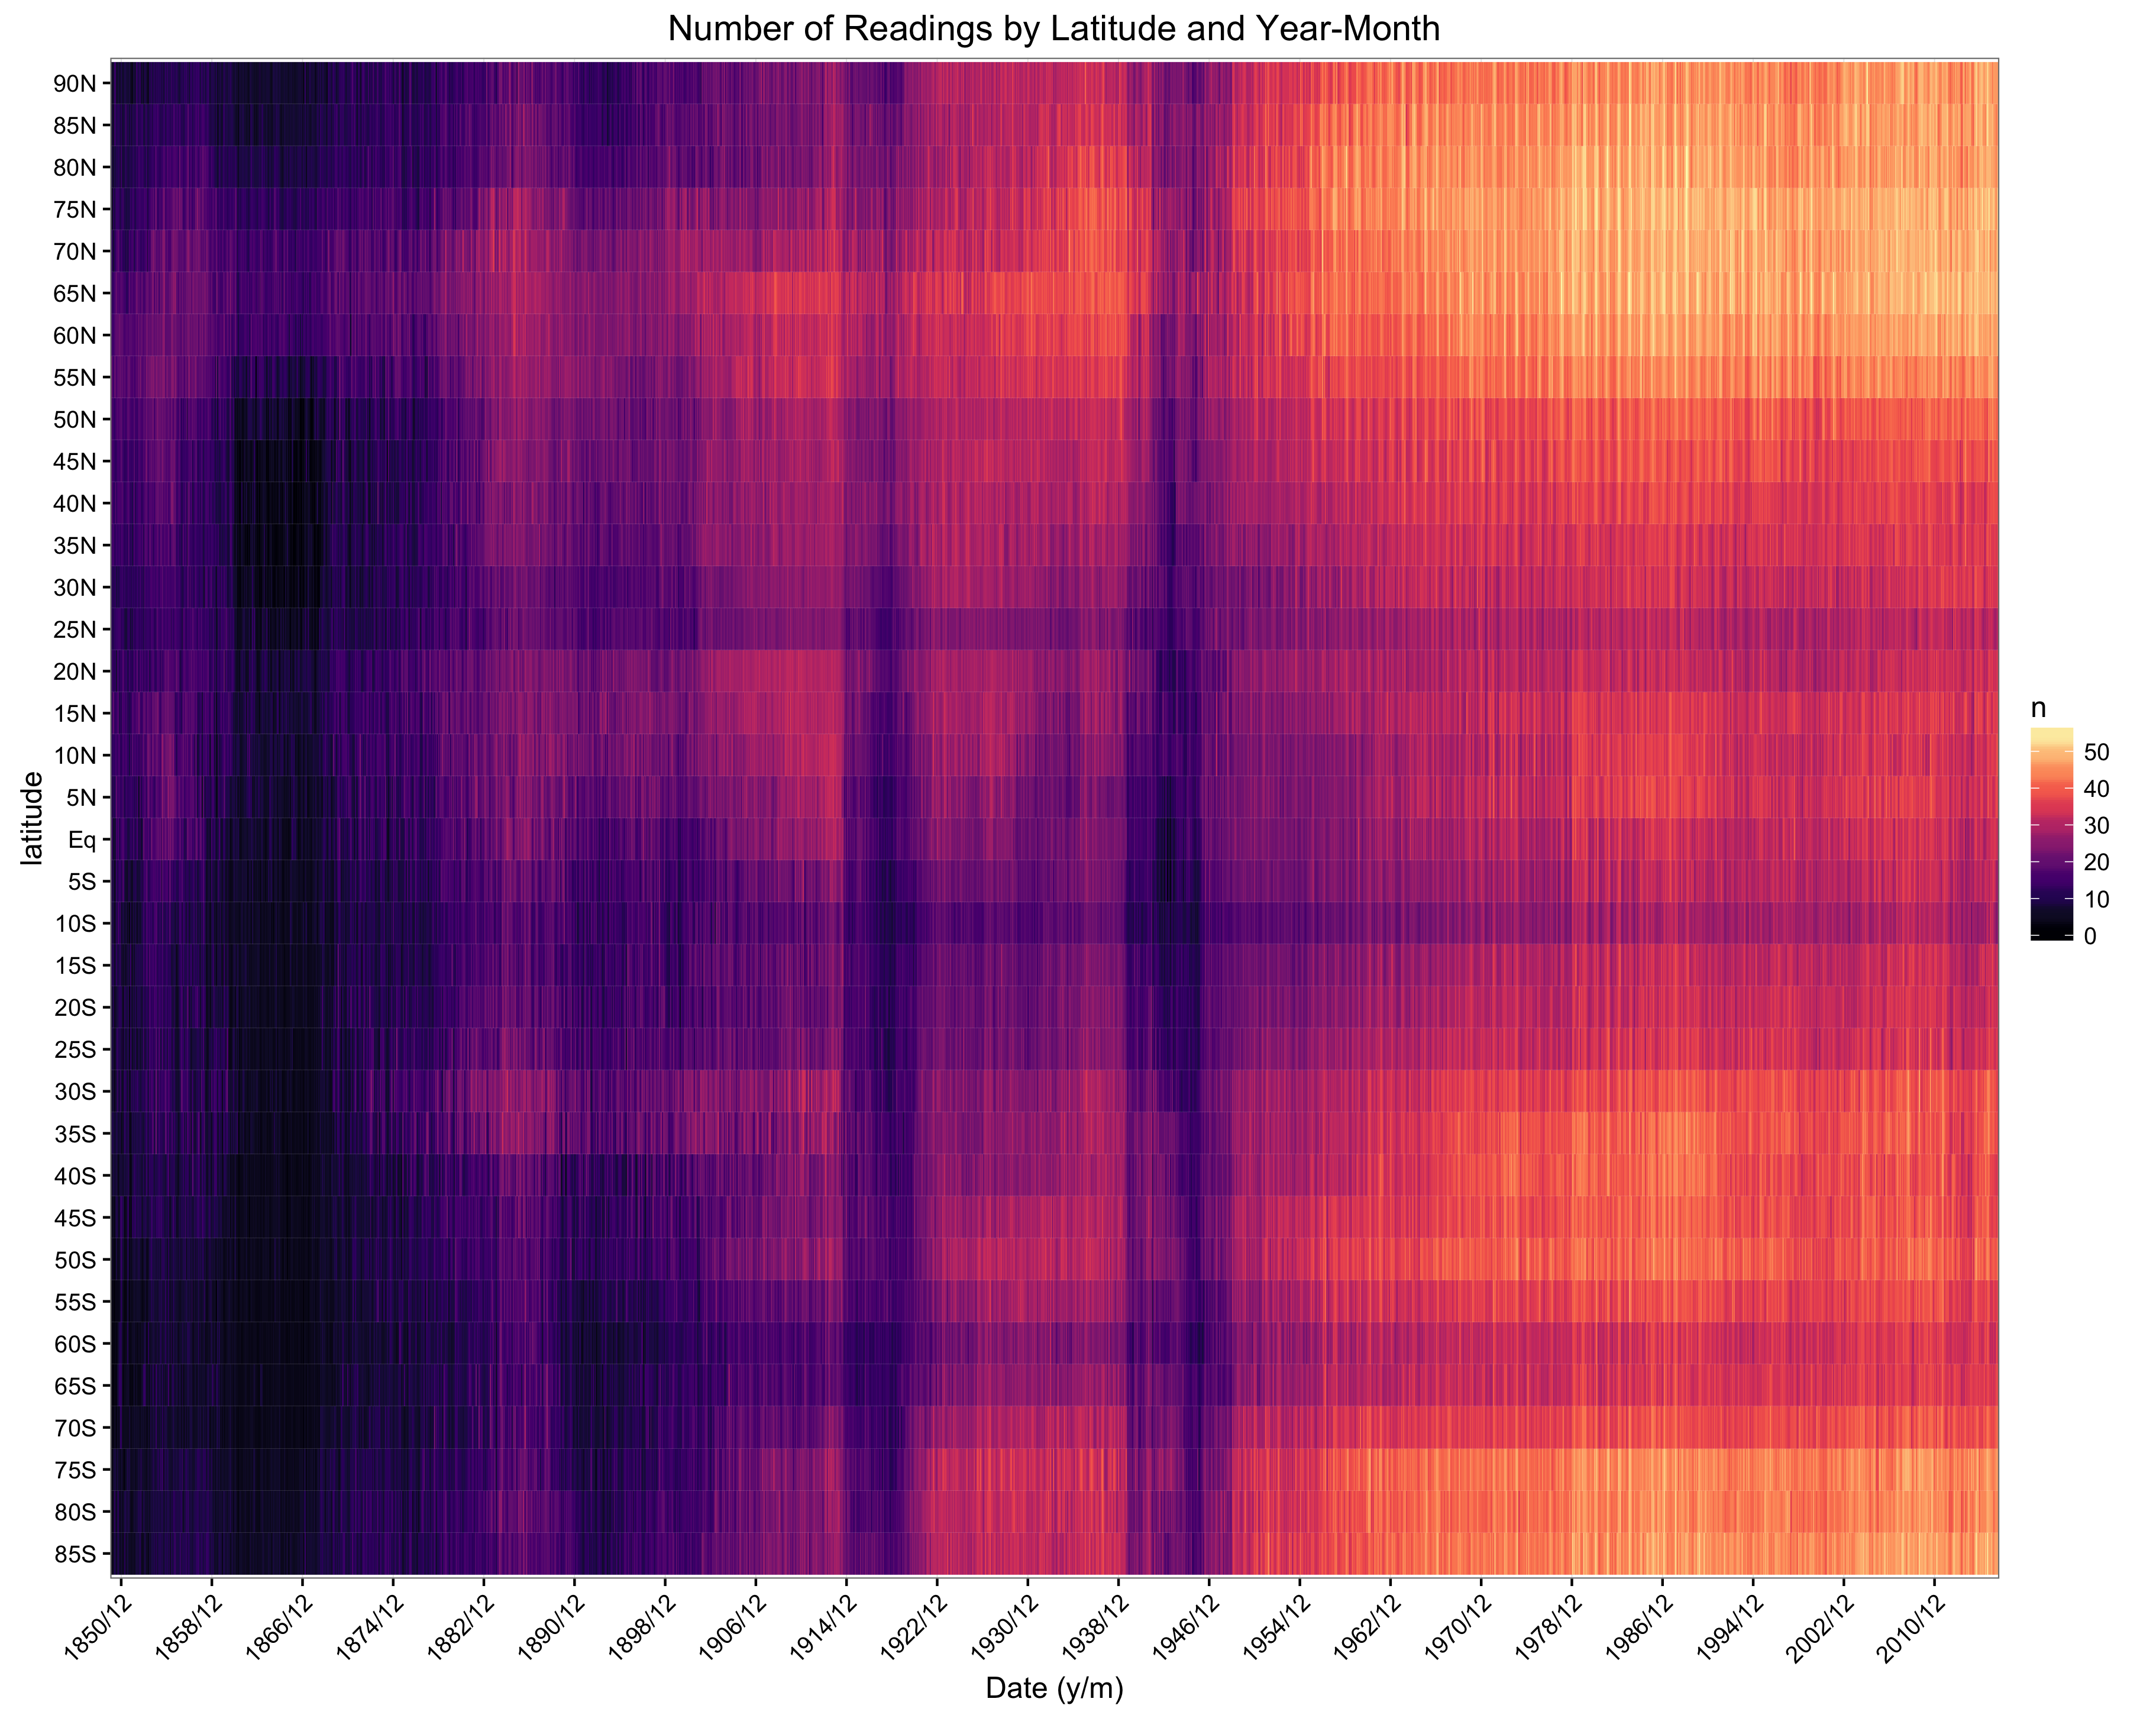 Number of Readings by Latitude and Year-Month
latitude
90N
85N
80N
75N
70N
65N
60N
55N
50N
45N
40N
35N
30N
25N
20N
15N
10N
5N
Eq
5S
10S
15S
20S
25S
30S
35S
40S
45S
50S
55S
60S
65S
70S
75S
80S
85S
1850/12
1858/12
1866/12
1874/12
1882/12
1890/12
1898/12
1906/12
1914/12
1922/12
1930/12
1938/12
1946/12
1954/12
1962/12
1970/12
1978/12
1986/12
1994/12
2002/12
2010/12
Date (y/m)
n
50
40
30
20
10
0